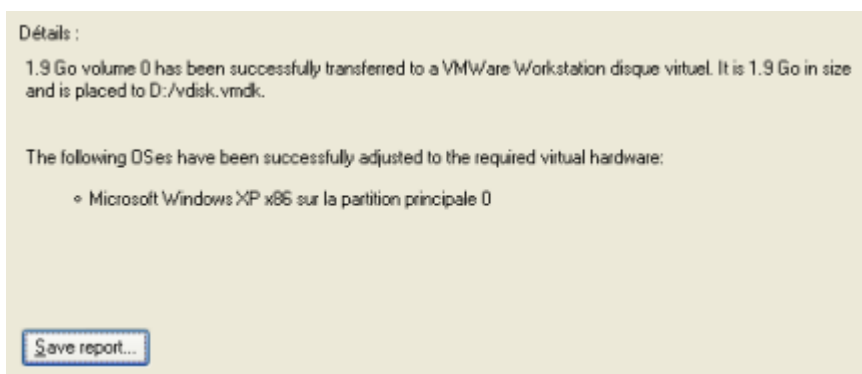 Détails :
1.9 Go volume 0 has been successfully transferred to a VMWare Workstation disque virtuel. It is 1.9 Go in size
and is placed to D:/vdisk.vmdk.
The following OSes have been successfully adjusted to the required virtual hardware:
∘ Microsoft Windows XP x86 sur la partition principale 0
Save report...